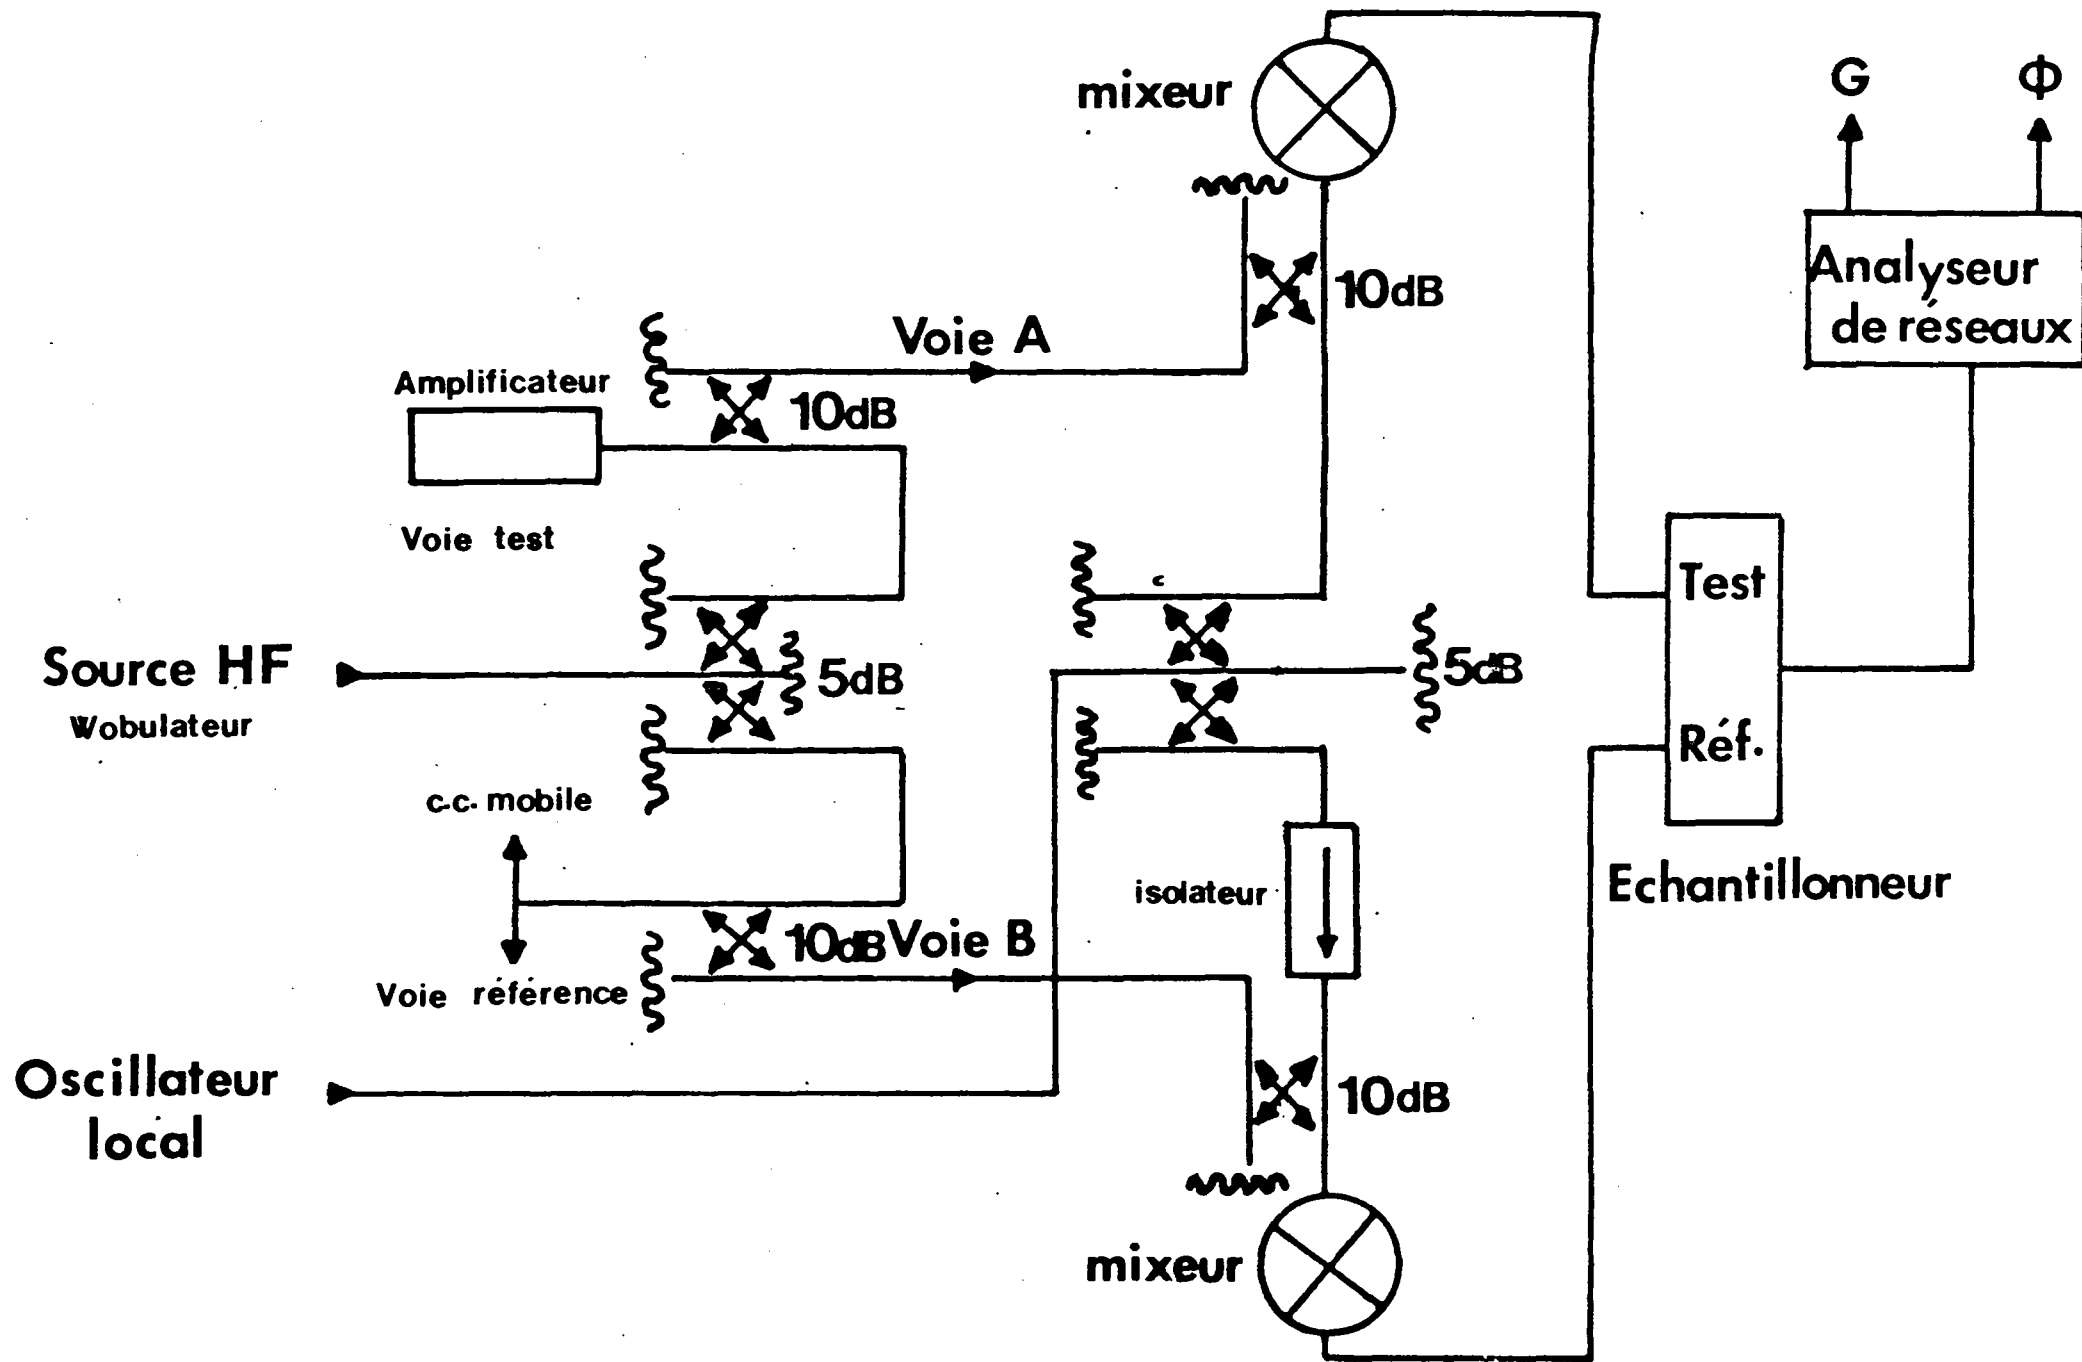 mixeur
G
Φ
Analyseur
de réseaux
10dB
Voie A
Amplificateur
10dB
Voie test
c
Test
Source HF
Wobulateur
5dB
5dB
Réf.
c.c. mobile
isolateur
Echantillonneur
10dB
Voie B
Voie référence
Oscillateur
local
10dB
mixeur